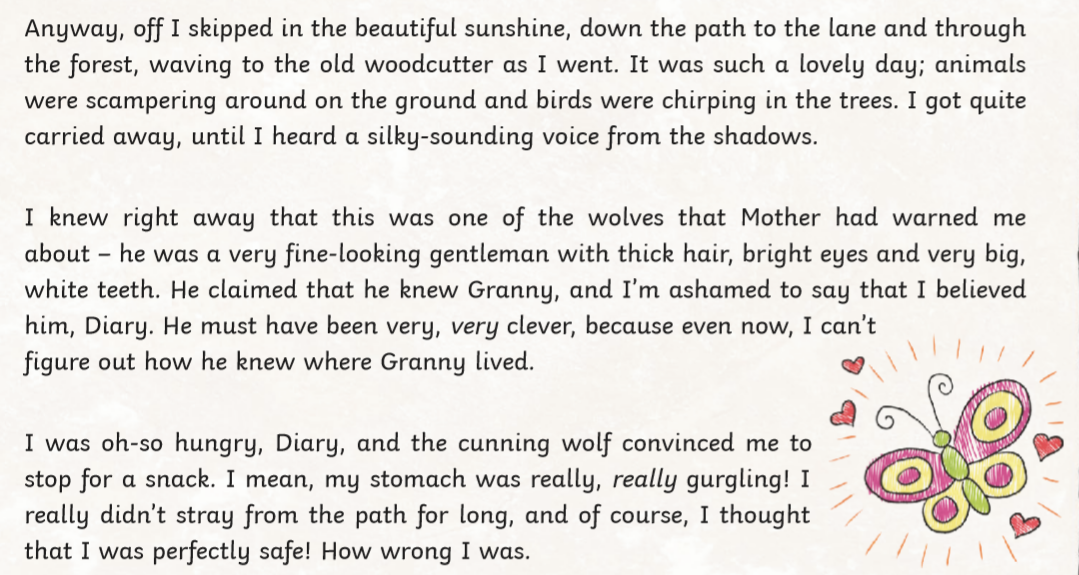 Anyway, off I skipped in the beautiful sunshine, down the path to the lane and through
the forest, waving to the old woodcutter as I went. It was such a lovely day; animals
were scampering around on the ground and birds were chirping in the trees. I got quite
carried away, until I heard a silky-sounding voice from the shadows.
I knew right away that this was one of the wolves that Mother had warned me
about – he was a very fine-looking gentleman with thick hair, bright eyes and very big,
white teeth. He claimed that he knew Granny, and I'm ashamed to say that I believed
him, Diary. He must have been very, very clever, because even now, I can't
figure out how he knew where Granny lived.
I was oh-so hungry, Diary, and the cunning wolf convinced me to
stop for a snack. I mean, my stomach was really, really gurgling! I
really didn't stray from the path for long, and of course, I thought
that I was perfectly safe! How wrong I was.